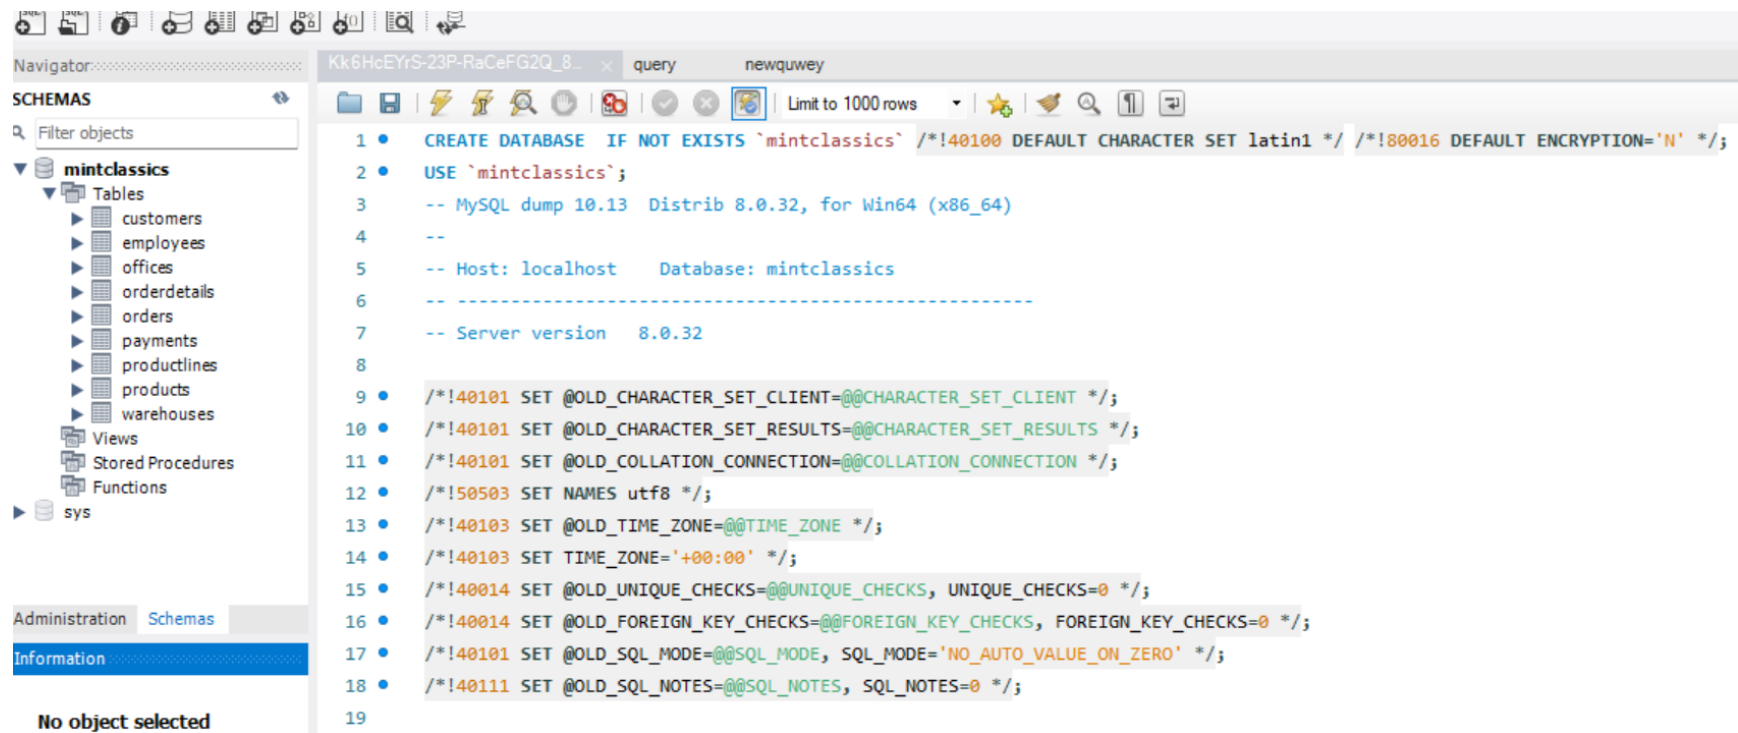 Navigator
SCHEMAS
Filter objects
mintclassics
Tables
customers
employees
offices
orderdetails
orders
payments
productlines
products
warehouses
Views
Stored Procedures
Functions
sys
Administration Schemas
Information
No object selected
Kk6HcEYrS-23P-RaCeFG2Q_8... query newquwey
Limit to 1000 rows
1 CREATE DATABASE  IF NOT EXISTS `mintclassics` /*!40100 DEFAULT CHARACTER SET latin1 */ /*!80016 DEFAULT ENCRYPTION='N' */;
2 USE `mintclassics`;
3 -- MySQL dump 10.13  Distrib 8.0.32, for Win64 (x86_64)
4 --
5 -- Host: localhost    Database: mintclassics
6 -- ------------------------------------------------------
7 -- Server version   8.0.32
8
9 /*!40101 SET @OLD_CHARACTER_SET_CLIENT=@@CHARACTER_SET_CLIENT */;
10 /*!40101 SET @OLD_CHARACTER_SET_RESULTS=@@CHARACTER_SET_RESULTS */;
11 /*!40101 SET @OLD_COLLATION_CONNECTION=@@COLLATION_CONNECTION */;
12 /*!50503 SET NAMES utf8 */;
13 /*!40103 SET @OLD_TIME_ZONE=@@TIME_ZONE */;
14 /*!40103 SET TIME_ZONE='+00:00' */;
15 /*!40014 SET @OLD_UNIQUE_CHECKS=@@UNIQUE_CHECKS, UNIQUE_CHECKS=0 */;
16 /*!40014 SET @OLD_FOREIGN_KEY_CHECKS=@@FOREIGN_KEY_CHECKS, FOREIGN_KEY_CHECKS=0 */;
17 /*!40101 SET @OLD_SQL_MODE=@@SQL_MODE, SQL_MODE='NO_AUTO_VALUE_ON_ZERO' */;
18 /*!40111 SET @OLD_SQL_NOTES=@@SQL_NOTES, SQL_NOTES=0 */;
19